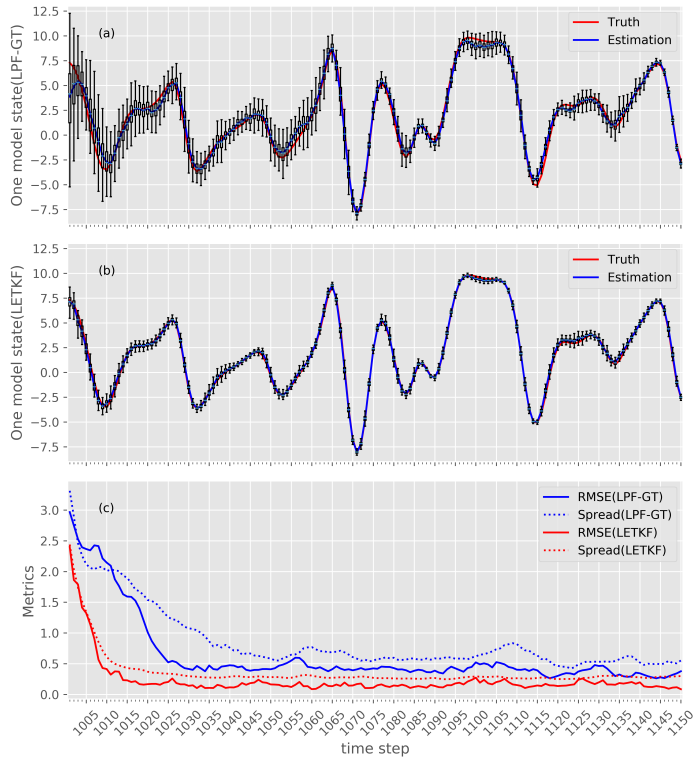 12.5
10.0
7.5
5.0
2.5
0.0
−2.5
−5.0
−7.5
One model state(LPF-GT)
(a)
Truth
Estimation
12.5
10.0
7.5
5.0
2.5
0.0
−2.5
−5.0
−7.5
One model state(LETKF)
(b)
Truth
Estimation
3.0
2.5
2.0
1.5
1.0
0.5
0.0
Metrics
(c)
RMSE(LPF-GT)
Spread(LPF-GT)
RMSE(LETKF)
Spread(LETKF)
1005 1010 1015 1020 1025 1030 1035 1040 1045 1050 1055 1060 1065 1070 1075 1080 1085 1090 1095 1100 1105 1110 1115 1120 1125 1130 1135 1140 1145 1150
time step